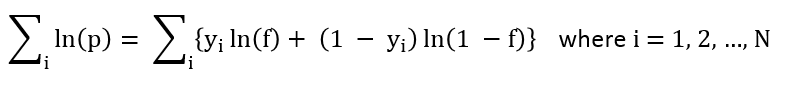 ∑ᵢ ln(p) = ∑ᵢ{yᵢ ln(f) + (1 − yᵢ) ln(1 − f)} where i = 1, 2, ..., N